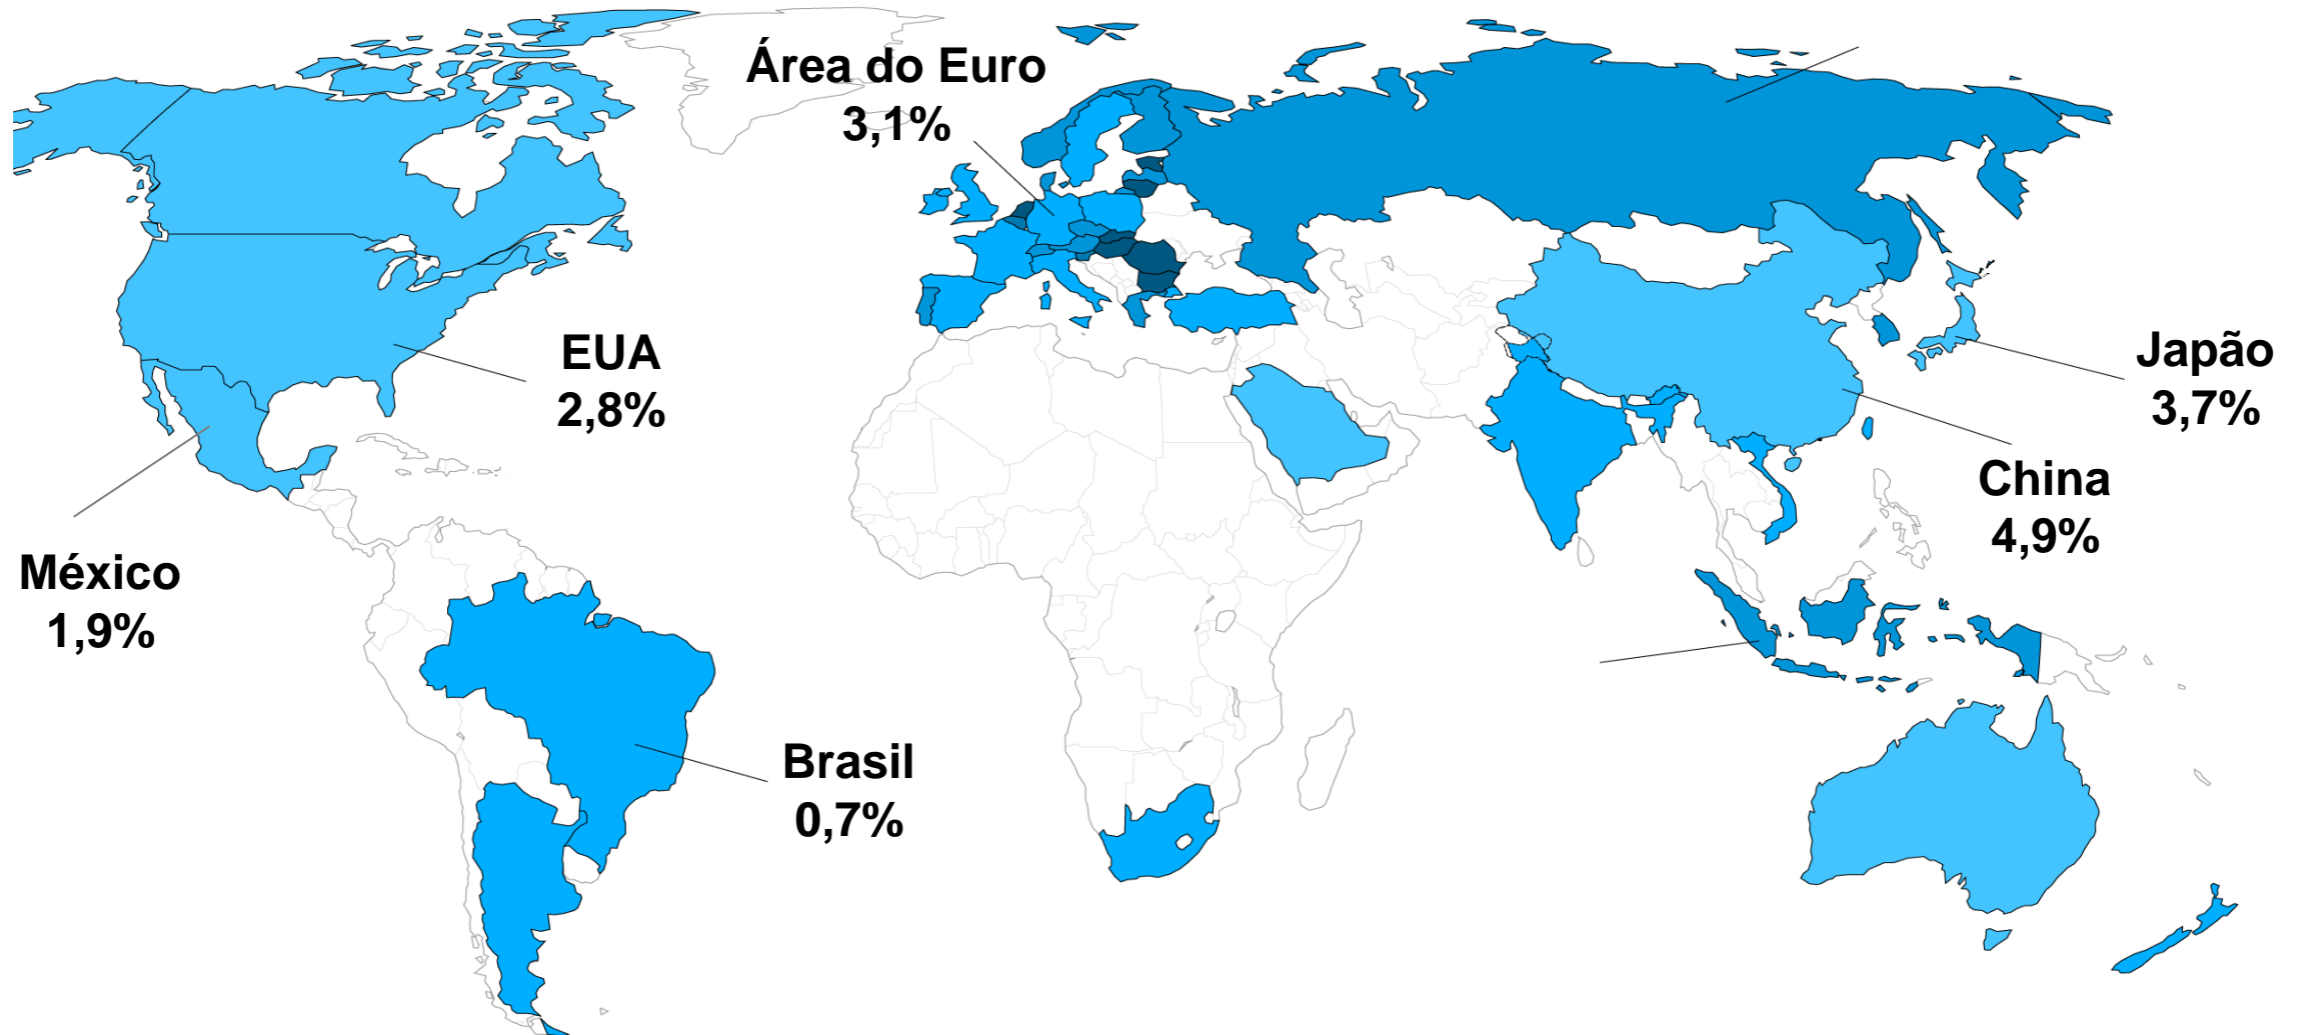 Área do Euro
3,1%
EUA
2,8%
Japão
3,7%
China
4,9%
México
1,9%
Brasil
0,7%